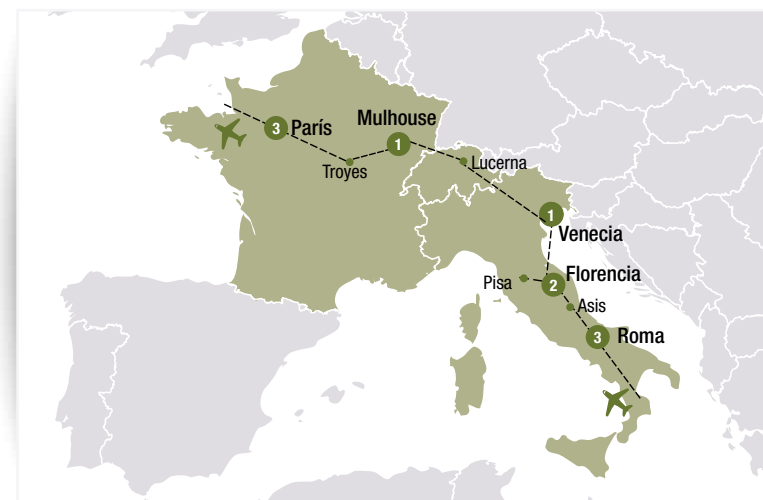 Mulhouse
3 París
1
Troyes
Lucerna
1
Venecia
Florencia
Pisa
2
Asis
3 Roma